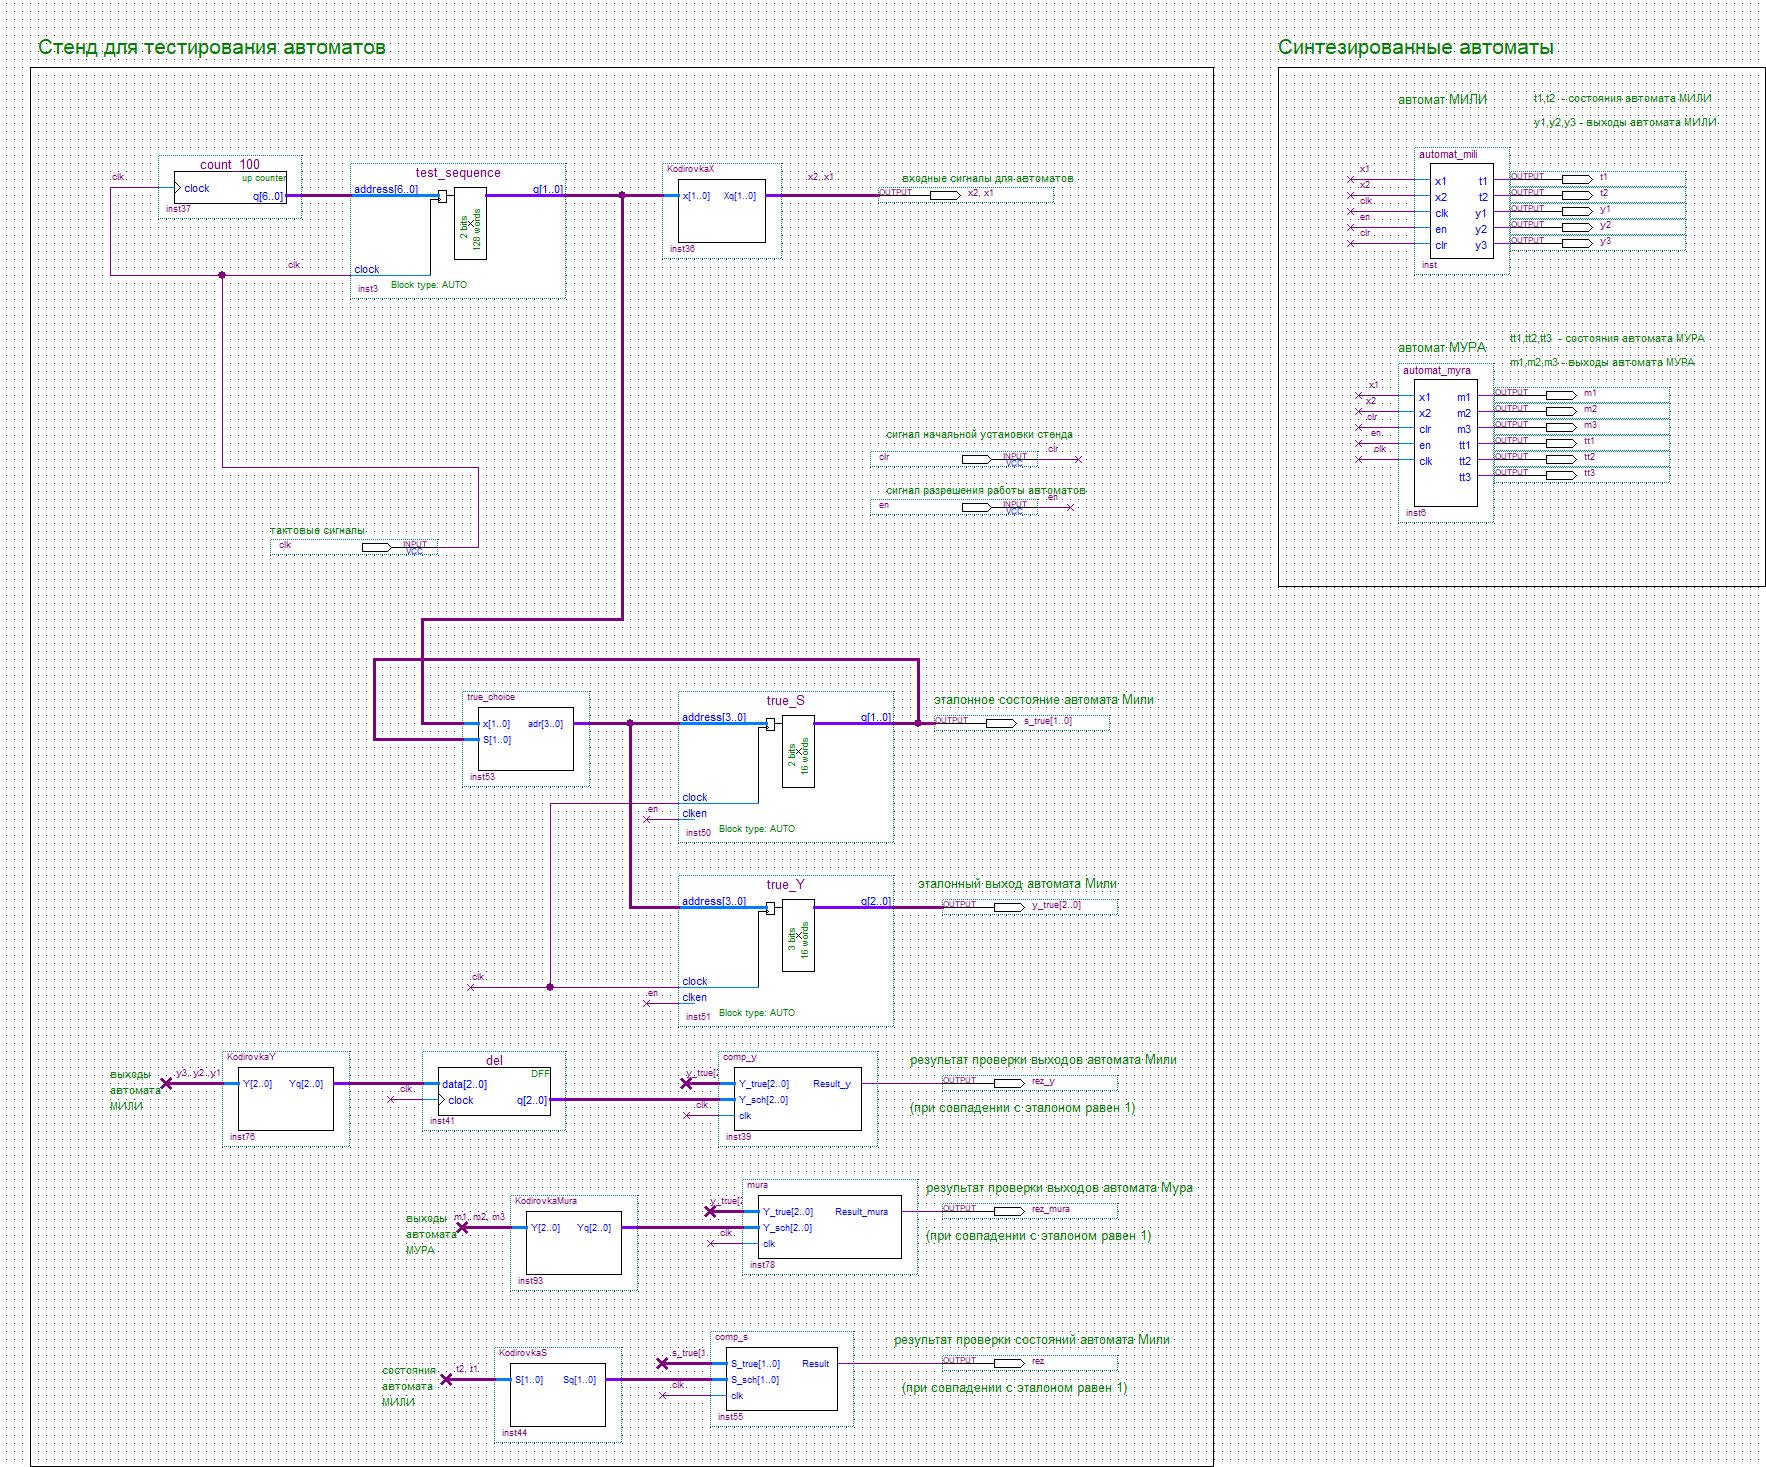 Стенд для тестирования автоматов
count_100
up counter
clock
q[6..0]
inst37
clk
clk
test_sequence
address[6..0]
q[1..0]
2 bits
128 words
clock
inst3
Block type: AUTO
KodirovkaX
x[1..0]
Xq[1..0]
inst36
x2, x1
входные сигналы для автоматов
OUTPUT
x2, x1
сигнал начальной установки стенда
clr
INPUT
VCC
clr
сигнал разрешения работы автоматов
en
INPUT
VCC
en
тактовые сигналы
clk
INPUT
VCC
true_choice
x[1..0]
adr[3..0]
S[1..0]
inst53
true_S
address[3..0]
q[1..0]
2 bits
16 words
clock
en
clken
inst50
Block type: AUTO
эталонное состояние автомата Мили
OUTPUT
s_true[1..0]
true_Y
address[3..0]
q[2..0]
3 bits
16 words
clk
clock
en
clken
inst51
Block type: AUTO
эталонный выход автомата Мили
OUTPUT
y_true[2..0]
выходы
автомата
МИЛИ
y3, y2, y1
KodirovkaY
Y[2..0]
Yq[2..0]
inst76
del
DFF
data[2..0]
clk
clock
q[2..0]
inst41
comp_y
y_true[2
Y_true[2..0]
Result_y
Y_sch[2..0]
clk
clk
inst39
результат проверки выходов автомата Мили
OUTPUT
rez_y
(при совпадении с эталоном равен 1)
выходы
автомата
МУРА
m1, m2, m3
KodirovkaMura
Y[2..0]
Yq[2..0]
inst93
mura
y_true[2
Y_true[2..0]
Result_mura
Y_sch[2..0]
clk
clk
inst78
результат проверки выходов автомата Мура
OUTPUT
rez_mura
(при совпадении с эталоном равен 1)
состояния
автомата
МИЛИ
t2, t1
KodirovkaS
S[1..0]
Sq[1..0]
inst44
comp_s
s_true[1.
S_true[1..0]
Result
S_sch[1..0]
clk
clk
inst55
результат проверки состояний автомата Мили
OUTPUT
rez
(при совпадении с эталоном равен 1)
Синтезированные автоматы
автомат МИЛИ
t1,t2 - состояния автомата МИЛИ
y1,y2,y3 - выходы автомата МИЛИ
automat_mili
x1
x1
t1
OUTPUT
t1
x2
x2
t2
OUTPUT
t2
clk
clk
y1
OUTPUT
y1
en
en
y2
OUTPUT
y2
clr
clr
y3
OUTPUT
y3
inst
автомат МУРА
tt1,tt2,tt3 - состояния автомата МУРА
m1,m2,m3 - выходы автомата МУРА
automat_myra
x1
x1
m1
OUTPUT
m1
x2
x2
m2
OUTPUT
m2
clr
clr
m3
OUTPUT
m3
en
en
tt1
OUTPUT
tt1
clk
clk
tt2
OUTPUT
tt2
tt3
OUTPUT
tt3
inst6